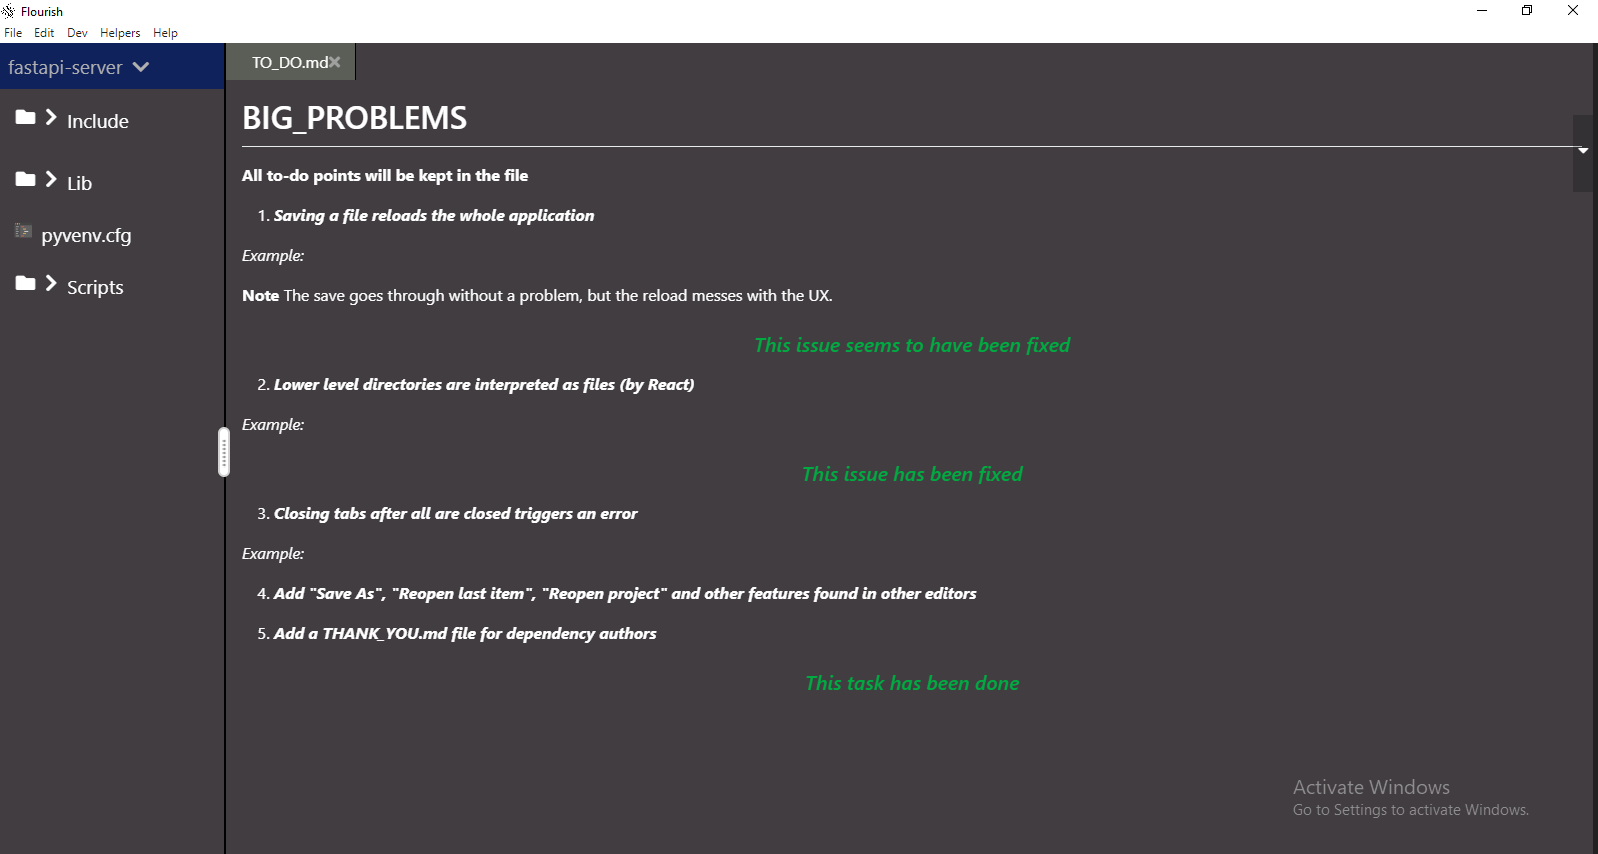 Flourish
File Edit Dev Helpers Help
fastapi-server
Include
Lib
pyvenv.cfg
Scripts
TO_DO.md
BIG_PROBLEMS
All to-do points will be kept in the file
1. Saving a file reloads the whole application
Example:
Note The save goes through without a problem, but the reload messes with the UX.
This issue seems to have been fixed
2. Lower level directories are interpreted as files (by React)
Example:
This issue has been fixed
3. Closing tabs after all are closed triggers an error
Example:
4. Add "Save As", "Reopen last item", "Reopen project" and other features found in other editors
5. Add a THANK_YOU.md file for dependency authors
This task has been done
Activate Windows
Go to Settings to activate Windows.